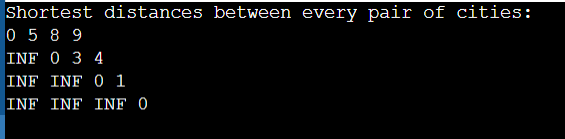 Shortest distances between every pair of cities:
0 5 8 9
INF 0 3 4
INF INF 0 1
INF INF INF 0